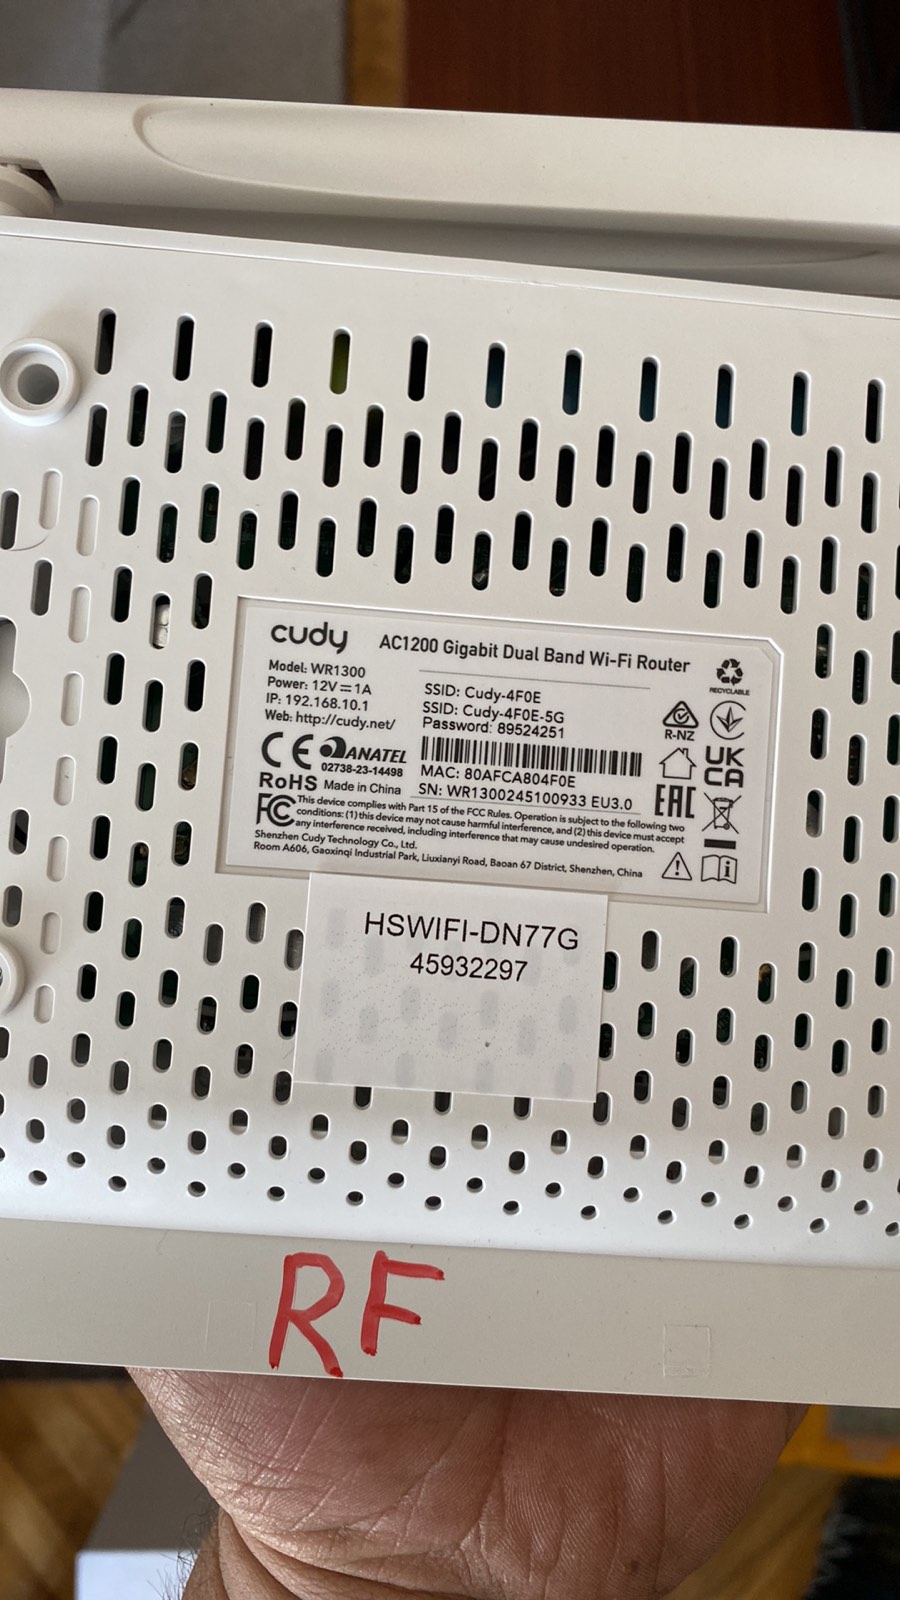 cudy AC1200 Gigabit Dual Band Wi-Fi Router
Model: WR1300
Power: 12V⎓1A
IP: 192.168.10.1
Web: http://cudy.net/
SSID: Cudy-4F0E
SSID: Cudy-4F0E-5G
Password: 89524251
RECYCLABLE
R-NZ
CE ANATEL
02738-23-14498
RoHS Made in China
MAC: 80AFCA804F0E
SN: WR1300245100933 EU3.0
UK
CA
EAC
FC This device complies with Part 15 of the FCC Rules. Operation is subject to the following two
conditions: (1) this device may not cause harmful interference, and (2) this device must accept
any interference received, including interference that may cause undesired operation.
Shenzhen Cudy Technology Co., Ltd.
Room A606, Gaoxinqi Industrial Park, Liuxianyi Road, Baoan 67 District, Shenzhen, China
HSWIFI-DN77G
45932297
RF